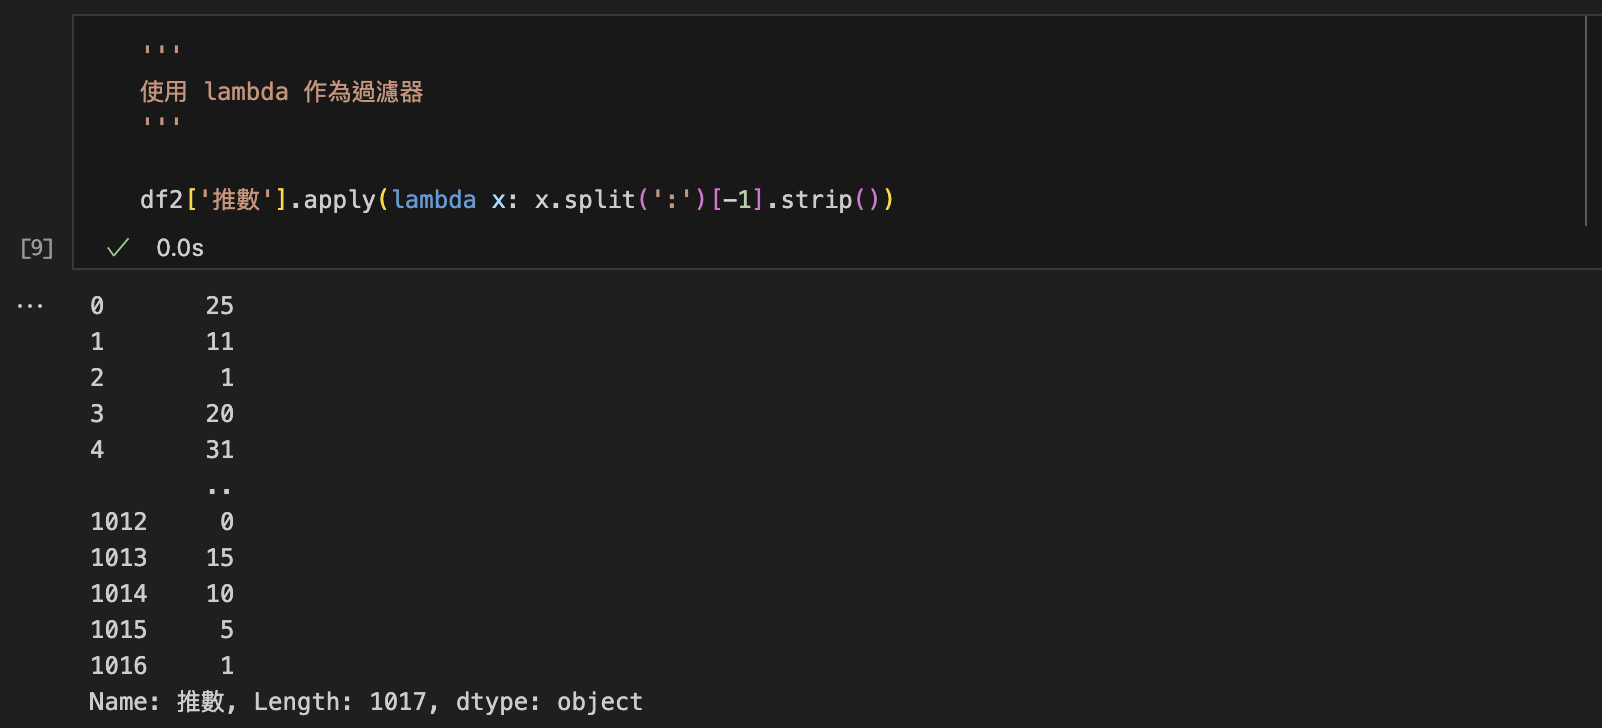 '''
使用 lambda 作為過濾器
'''
df2['推數'].apply(lambda x: x.split(':')[-1].strip())
[9] 0.0s
... 0 25
1 11
2 1
3 20
4 31
..
1012 0
1013 15
1014 10
1015 5
1016 1
Name: 推數, Length: 1017, dtype: object